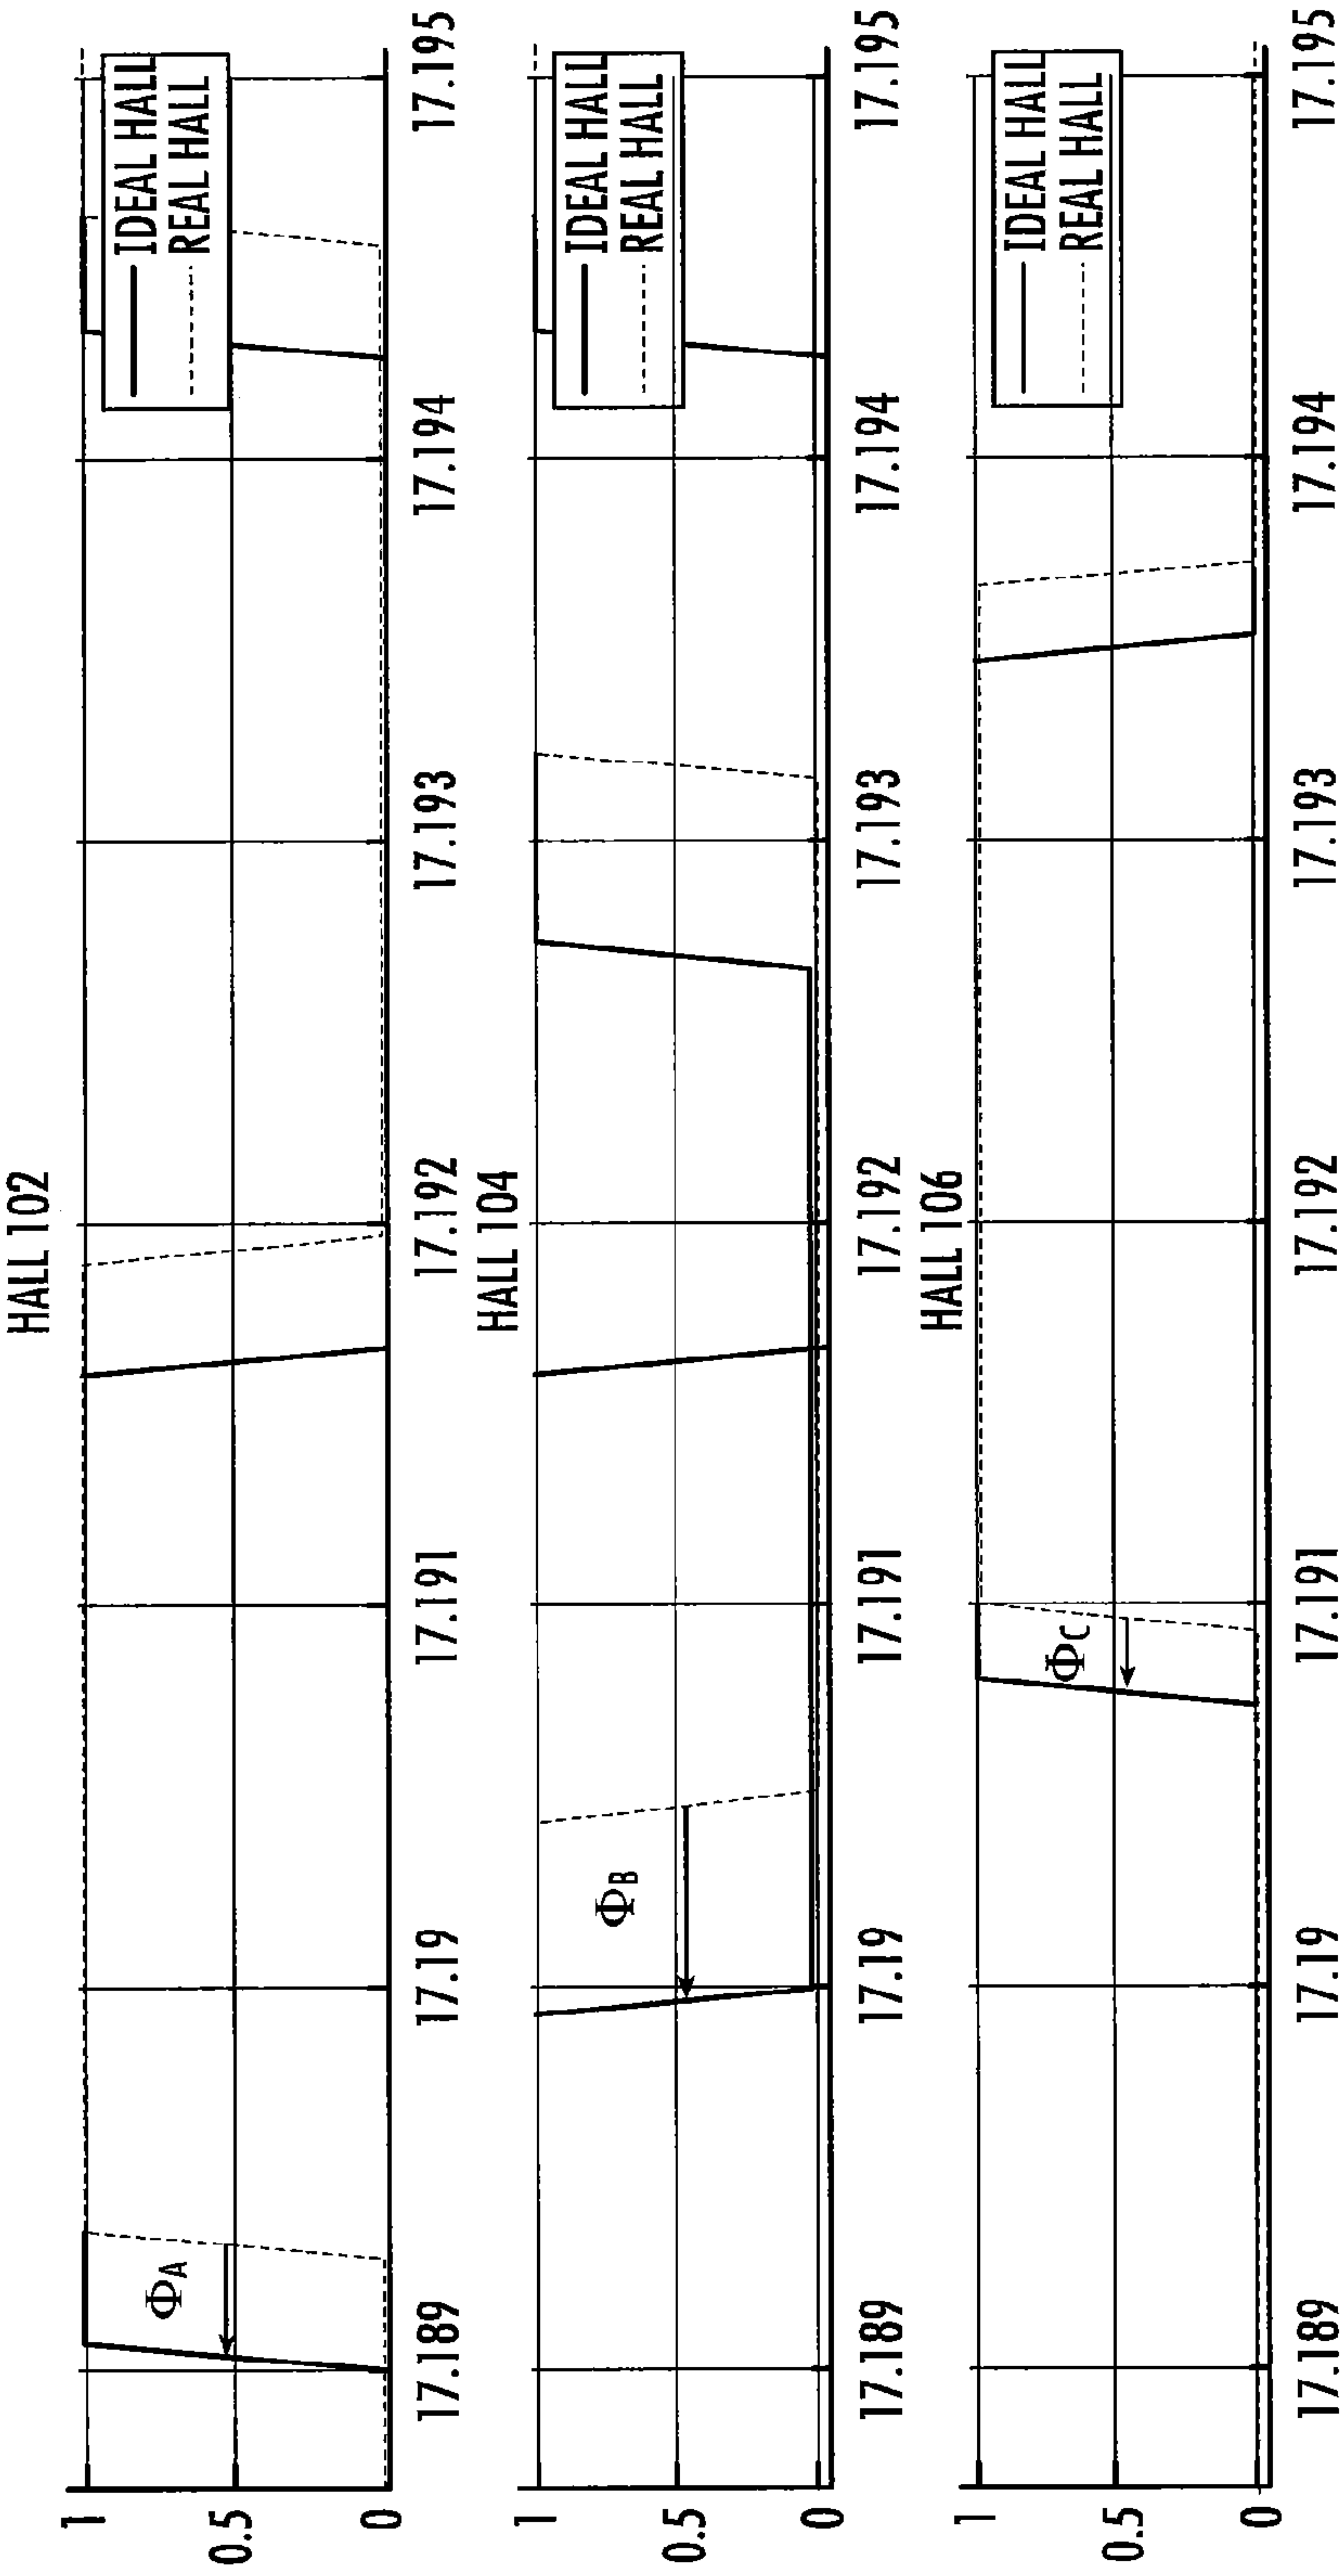 HALL 102
1
0.5
0
ΦA
IDEAL HALL
REAL HALL
17.189
17.19
17.191
17.192
17.193
17.194
17.195
HALL 104
1
0.5
0
ΦB
IDEAL HALL
REAL HALL
17.189
17.19
17.191
17.192
17.193
17.194
17.195
HALL 106
1
0.5
0
ΦC
IDEAL HALL
REAL HALL
17.189
17.19
17.191
17.192
17.193
17.194
17.195